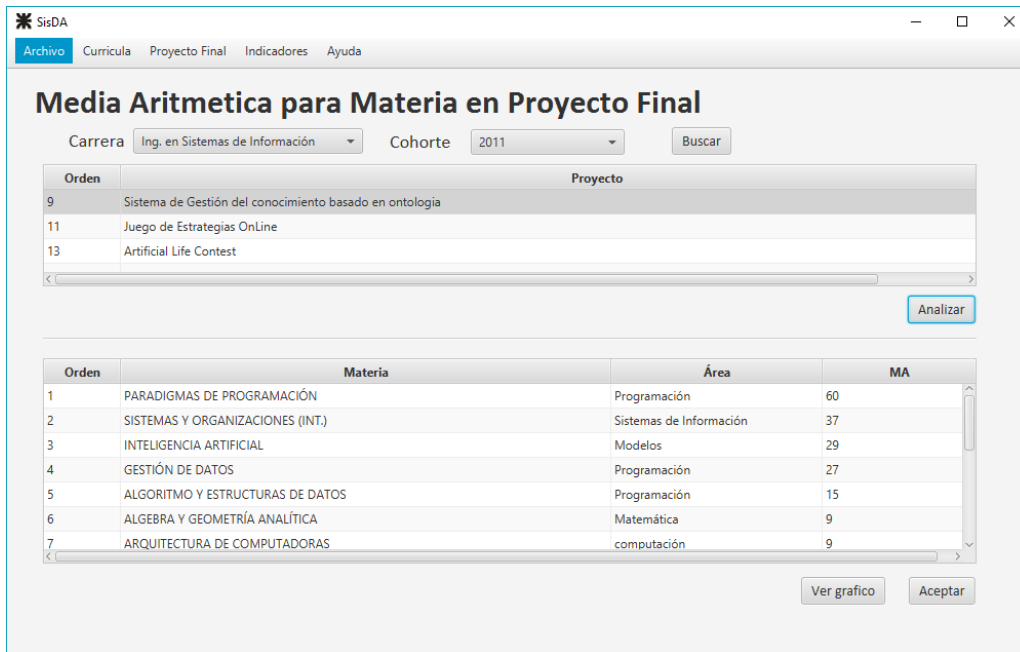 SisDA
Archivo Curricula Proyecto Final Indicadores Ayuda
Media Aritmetica para Materia en Proyecto Final
Carrera Ing. en Sistemas de Información Cohorte 2011 Buscar
Orden Proyecto
9 Sistema de Gestión del conocimiento basado en ontologia
11 Juego de Estrategias OnLine
13 Artificial Life Contest
Analizar
Orden Materia Área MA
1 PARADIGMAS DE PROGRAMACIÓN Programación 60
2 SISTEMAS Y ORGANIZACIONES (INT.) Sistemas de Información 37
3 INTELIGENCIA ARTIFICIAL Modelos 29
4 GESTIÓN DE DATOS Programación 27
5 ALGORITMO Y ESTRUCTURAS DE DATOS Programación 15
6 ALGEBRA Y GEOMETRÍA ANALÍTICA Matemática 9
7 ARQUITECTURA DE COMPUTADORAS computación 9
Ver grafico Aceptar